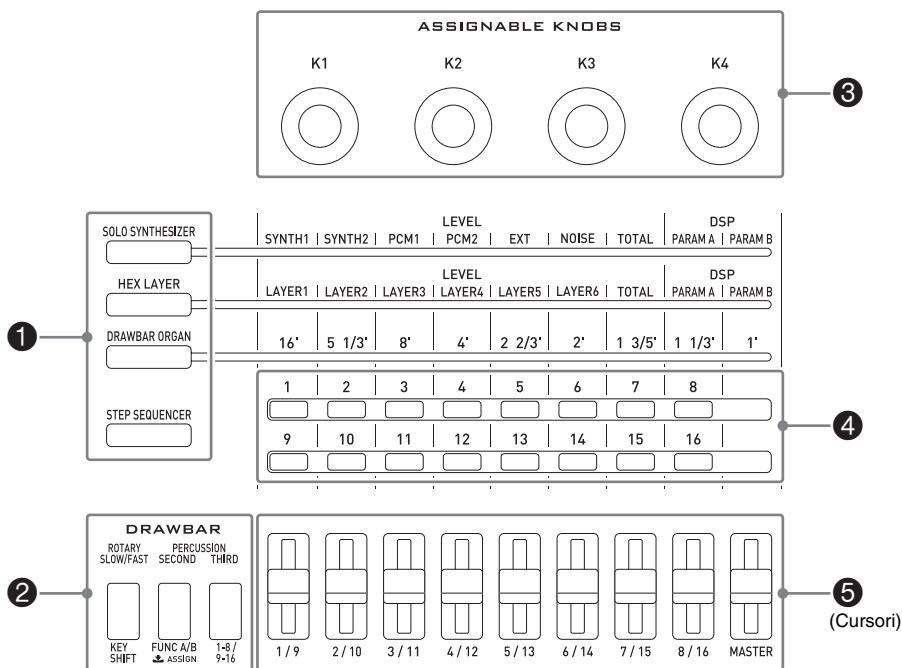 ASSIGNABLE KNOBS
K1 K2 K3 K4
❸
SOLO SYNTHESIZER
LEVEL DSP
SYNTH1 SYNTH2 PCM1 PCM2 EXT NOISE TOTAL PARAM A PARAM B
HEX LAYER
LEVEL DSP
LAYER1 LAYER2 LAYER3 LAYER4 LAYER5 LAYER6 TOTAL PARAM A PARAM B
❶
DRAWBAR ORGAN
16' 5 1/3' 8' 4' 2 2/3' 2' 1 3/5' 1 1/3' 1'
1 2 3 4 5 6 7 8
STEP SEQUENCER
❹
9 10 11 12 13 14 15 16
DRAWBAR
ROTARY PERCUSSION
SLOW/FAST SECOND THIRD
❷
KEY SHIFT
FUNC A/B ASSIGN
1-8/ 9-16
❺
(Cursori)
1/9 2/10 3/11 4/12 5/13 6/14 7/15 8/16 MASTER